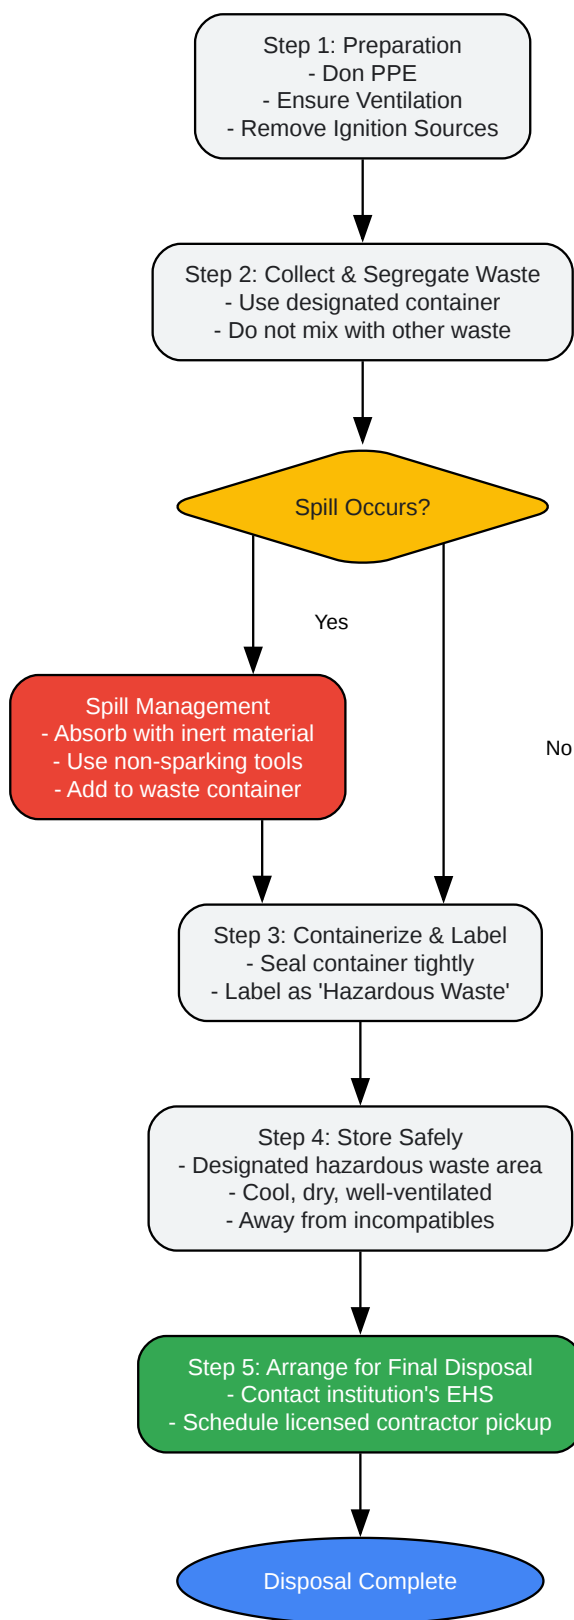 Step 1: Preparation
- Don PPE
- Ensure Ventilation
- Remove Ignition Sources
Step 2: Collect & Segregate Waste
- Use designated container
- Do not mix with other waste
Spill Occurs?
Yes
Spill Management
- Absorb with inert material
- Use non-sparking tools
- Add to waste container
No
Step 3: Containerize & Label
- Seal container tightly
- Label as 'Hazardous Waste'
Step 4: Store Safely
- Designated hazardous waste area
- Cool, dry, well-ventilated
- Away from incompatibles
Step 5: Arrange for Final Disposal
- Contact institution's EHS
- Schedule licensed contractor pickup
Disposal Complete